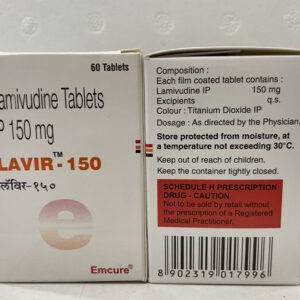 60 Tablets
amivudine Tablets
P 150 mg
LAVIR™-150
लॅविर-१५०
e
Emcure®
Composition :
Each film coated tablet contains :
Lamivudine IP 150 mg
Excipients q.s.
Colour : Titanium Dioxide IP
Dosage : As directed by the Physician.
Store protected from moisture, at
a temperature not exceeding 30°C.
Keep out of reach of children.
Keep the container tightly closed.
SCHEDULE H PRESCRIPTION
DRUG - CAUTION
Not to be sold by retail without
the prescription of a Registered
Medical Practitioner.
8 902319 017996